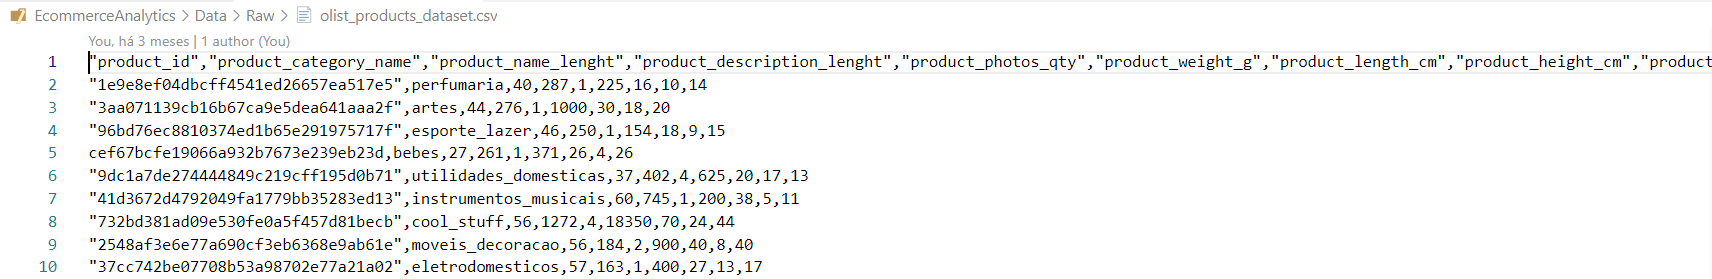 EcommerceAnalytics > Data > Raw > olist_products_dataset.csv
You, há 3 meses | 1 author (You)
1 "product_id","product_category_name","product_name_lenght","product_description_lenght","product_photos_qty","product_weight_g","product_length_cm","product_height_cm","product
2 "1e9e8ef04dbcff4541ed26657ea517e5",perfumaria,40,287,1,225,16,10,14
3 "3aa071139cb16b67ca9e5dea641aaa2f",artes,44,276,1,1000,30,18,20
4 "96bd76ec8810374ed1b65e291975717f",esporte_lazer,46,250,1,154,18,9,15
5 cef67bcfe19066a932b7673e239eb23d,bebes,27,261,1,371,26,4,26
6 "9dc1a7de274444849c219cff195d0b71",utilidades_domesticas,37,402,4,625,20,17,13
7 "41d3672d4792049fa1779bb35283ed13",instrumentos_musicais,60,745,1,200,38,5,11
8 "732bd381ad09e530fe0a5f457d81becb",cool_stuff,56,1272,4,18350,70,24,44
9 "2548af3e6e77a690cf3eb6368e9ab61e",moveis_decoracao,56,184,2,900,40,8,40
10 "37cc742be07708b53a98702e77a21a02",eletrodomesticos,57,163,1,400,27,13,17